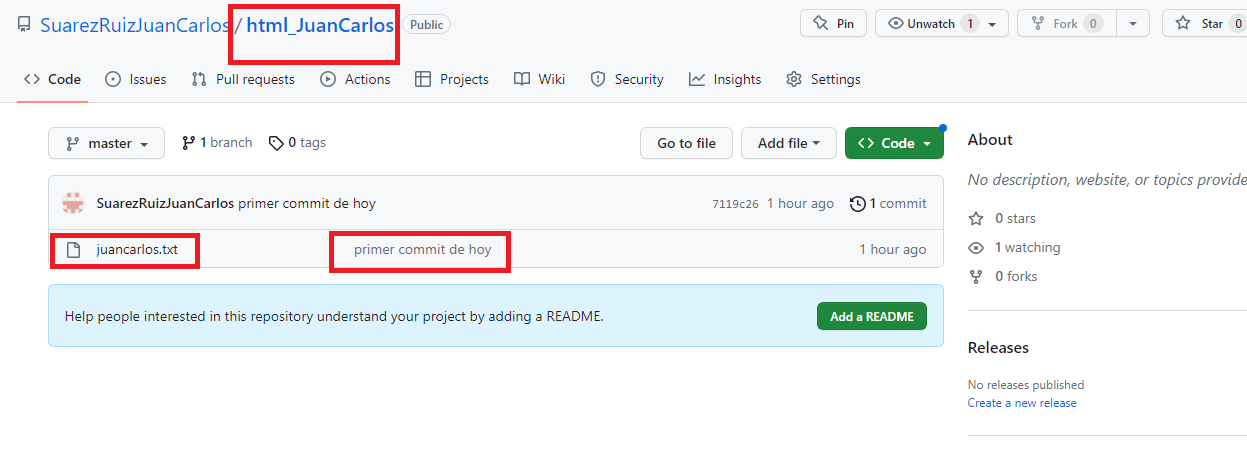 SuarezRuizJuanCarlos / html_JuanCarlos Public Pin Unwatch 1 Fork 0 Star 0
Code Issues Pull requests Actions Projects Wiki Security Insights Settings
master 1 branch 0 tags Go to file Add file Code
About
No description, website, or topics provide
SuarezRuizJuanCarlos primer commit de hoy 7119c26 1 hour ago 1 commit
0 stars
juancarlos.txt primer commit de hoy 1 hour ago
1 watching
0 forks
Help people interested in this repository understand your project by adding a README. Add a README
Releases
No releases published
Create a new release